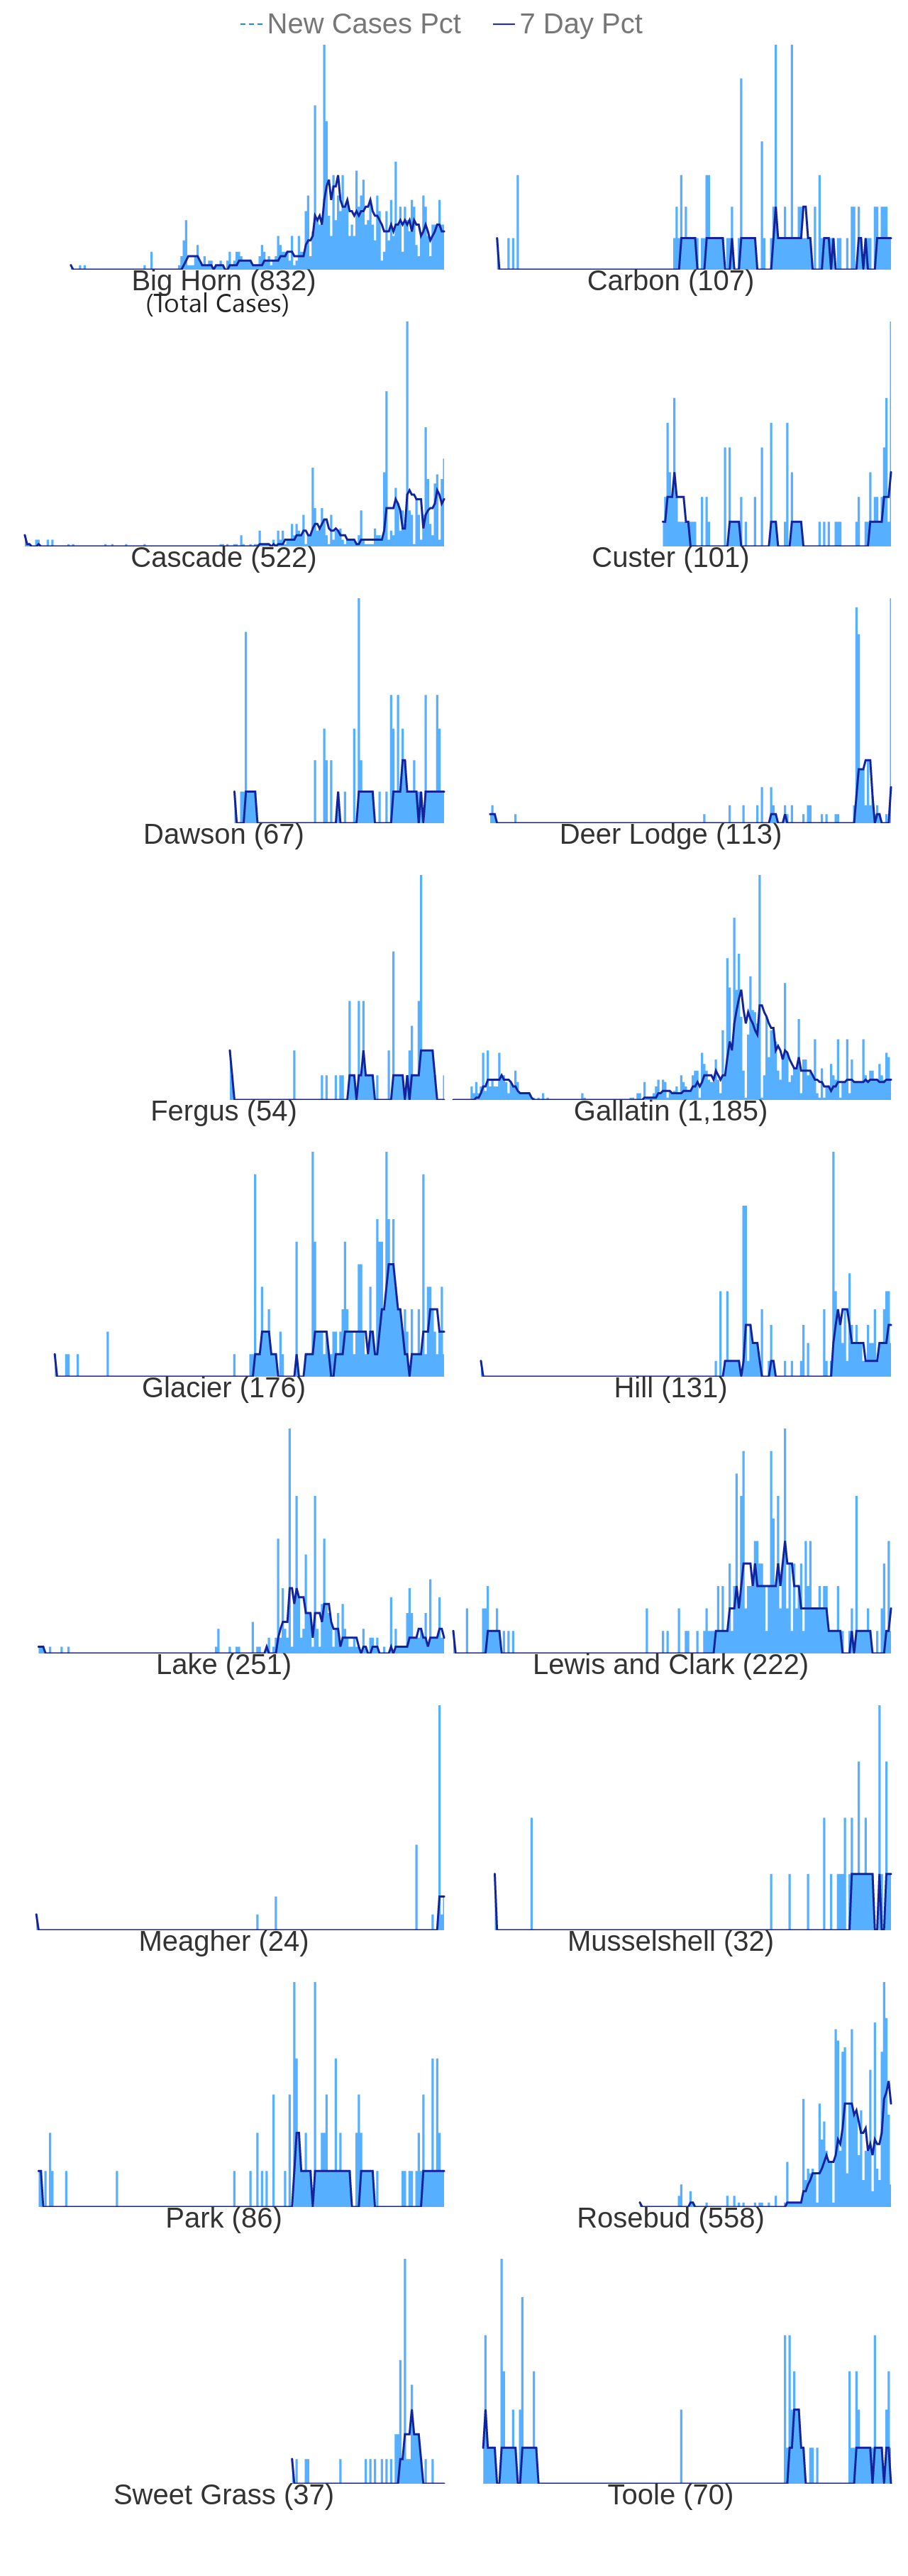 New Cases Pct 7 Day Pct
Big Horn (832) Carbon (107)
(Total Cases)
Cascade (522) Custer (101)
Dawson (67) Deer Lodge (113)
Fergus (54) Gallatin (1,185)
Glacier (176) Hill (131)
Lake (251) Lewis and Clark (222)
Meagher (24) Musselshell (32)
Park (86) Rosebud (558)
Sweet Grass (37) Toole (70)